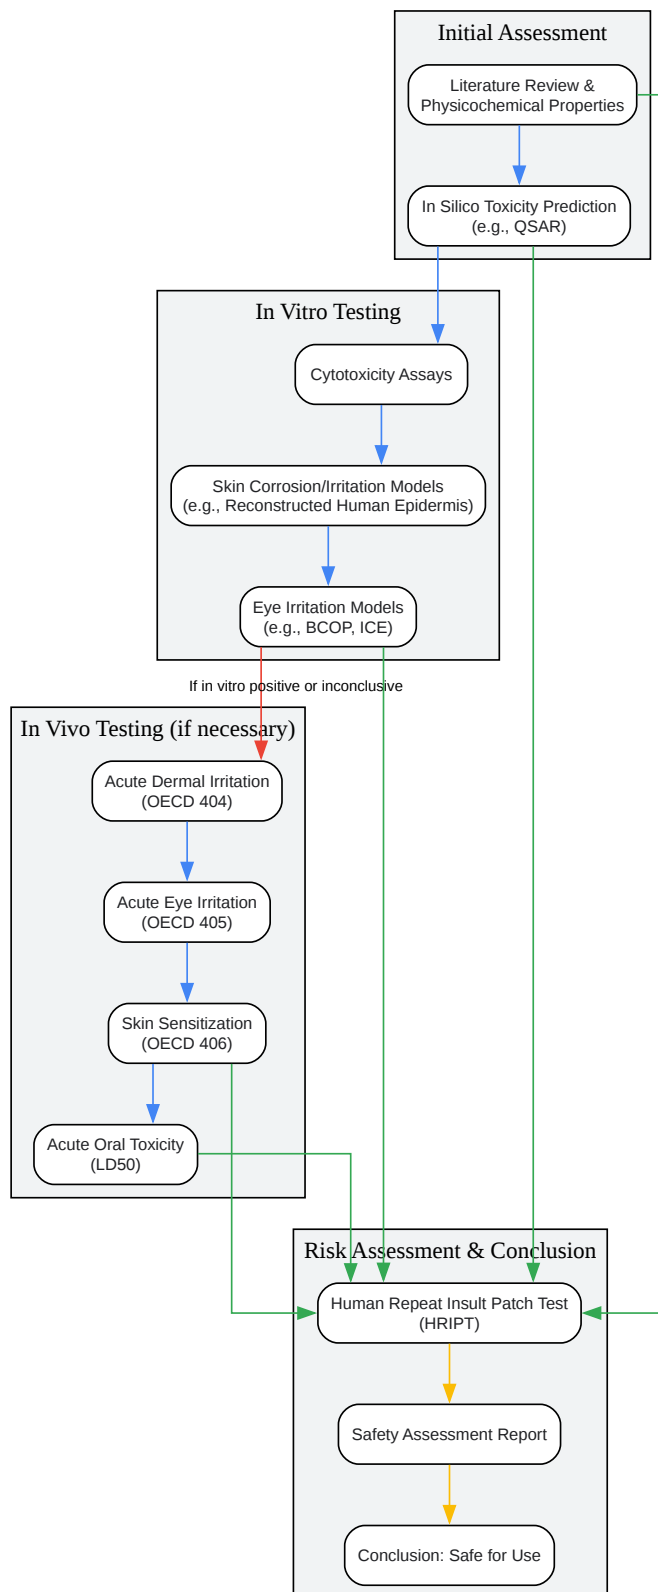 Initial Assessment
Literature Review &
Physicochemical Properties
In Silico Toxicity Prediction
(e.g., QSAR)
In Vitro Testing
Cytotoxicity Assays
Skin Corrosion/Irritation Models
(e.g., Reconstructed Human Epidermis)
Eye Irritation Models
(e.g., BCOP, ICE)
If in vitro positive or inconclusive
In Vivo Testing (if necessary)
Acute Dermal Irritation
(OECD 404)
Acute Eye Irritation
(OECD 405)
Skin Sensitization
(OECD 406)
Acute Oral Toxicity
(LD50)
Risk Assessment & Conclusion
Human Repeat Insult Patch Test
(HRIPT)
Safety Assessment Report
Conclusion: Safe for Use